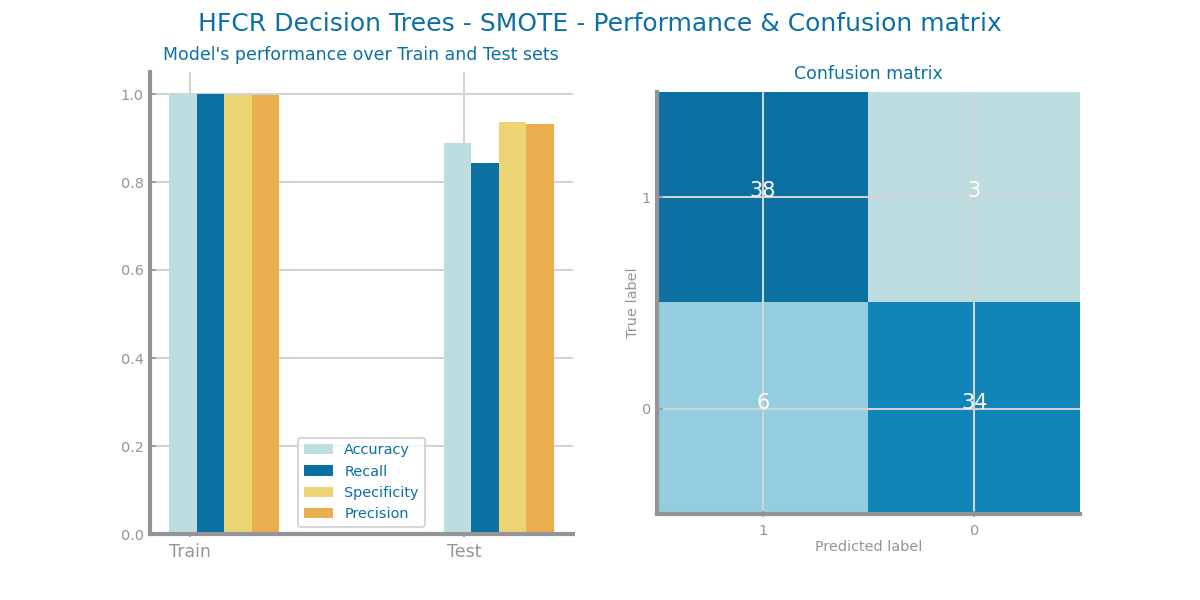 HFCR Decision Trees - SMOTE - Performance & Confusion matrix
Model's performance over Train and Test sets
1.0
0.8
0.6
0.4
0.2
0.0
Accuracy
Recall
Specificity
Precision
Train Test
Confusion matrix
True label
1
0
38 3
6 34
1 0
Predicted label